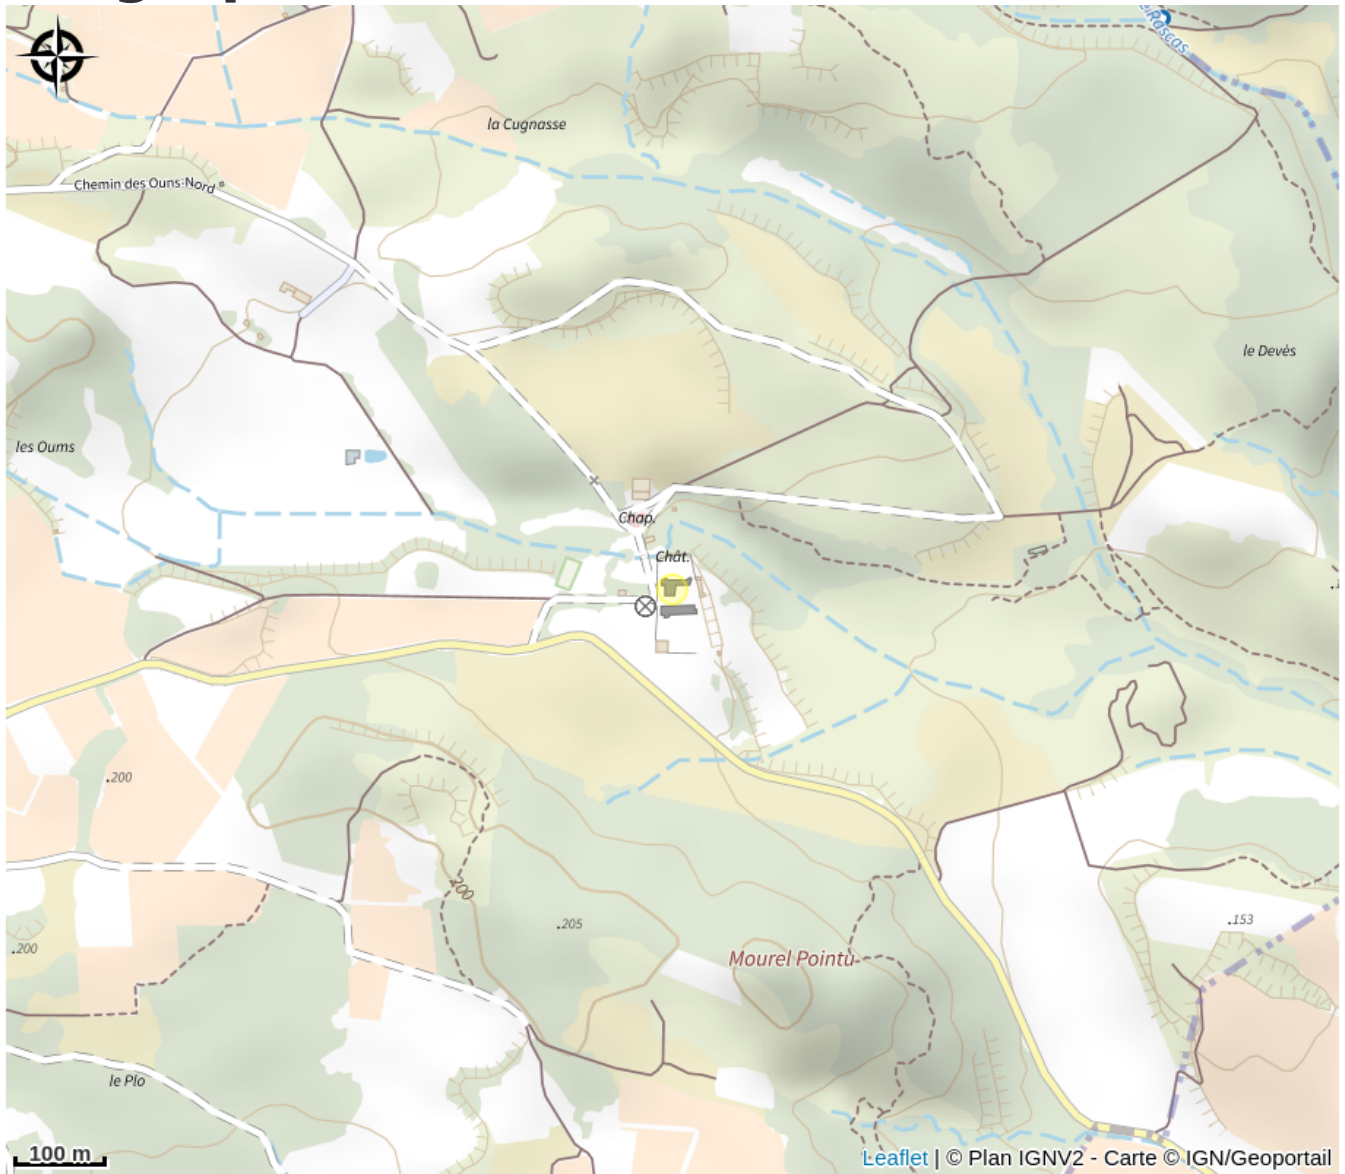 Rascas
la Cugnasse
Chemin des Ouns-Nord
le Devès
les Oums
Chap.
Chât.
.200
200
.205
.153
.200
Mourel Pointu
le Plo
100 m
Leaflet | © Plan IGNV2 - Carte © IGN/Geoportail